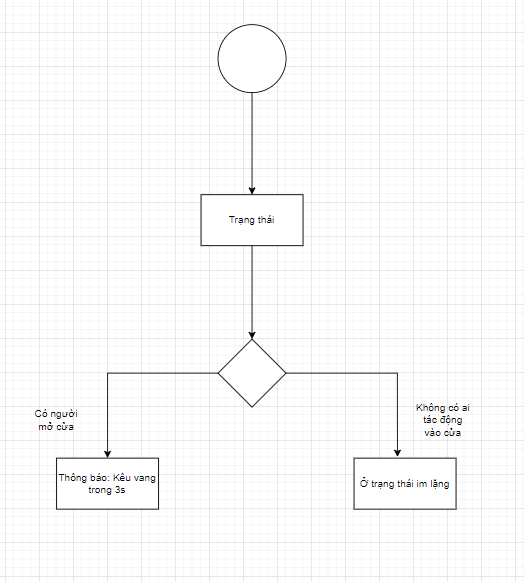 Trạng thái
Có người
mở cửa
Không có ai
tác động
vào cửa
Thông báo: Kêu vang
trong 3s
Ở trạng thái im lặng